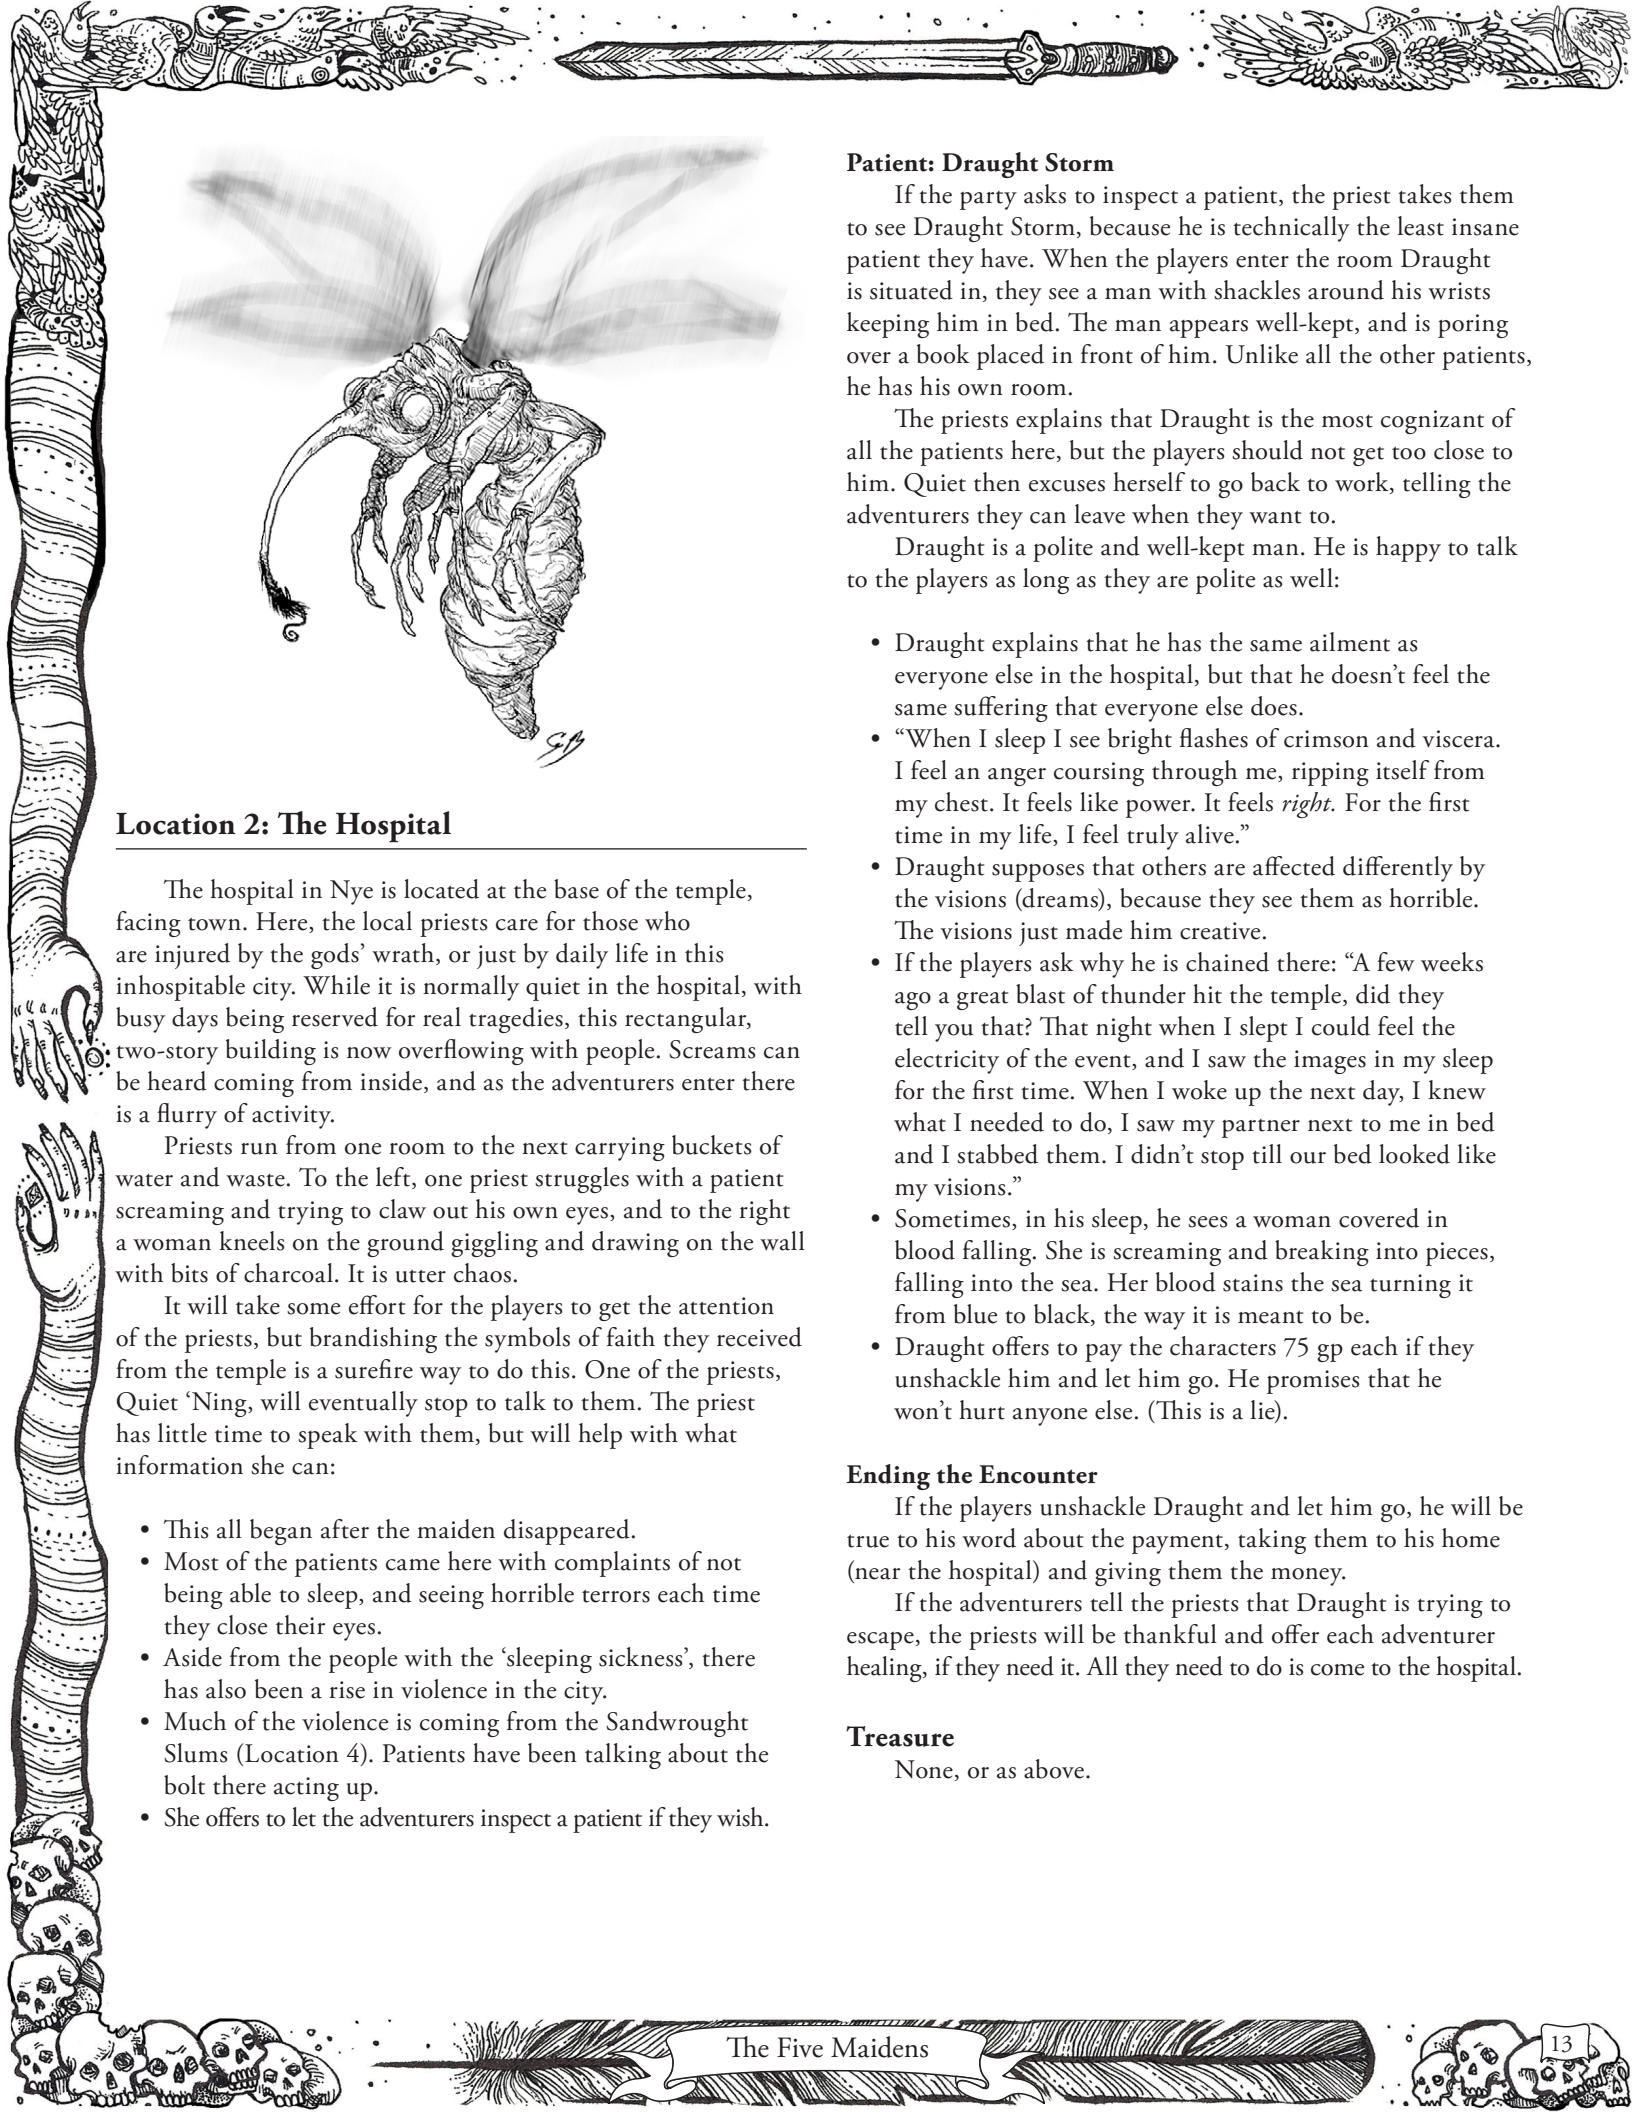 Location 2: The Hospital
The hospital in Nye is located at the base of the temple,
facing town. Here, the local priests care for those who
are injured by the gods’ wrath, or just by daily life in this
inhospitable city. While it is normally quiet in the hospital, with
busy days being reserved for real tragedies, this rectangular,
two-story building is now overflowing with people. Screams can
be heard coming from inside, and as the adventurers enter there
is a flurry of activity.
Priests run from one room to the next carrying buckets of
water and waste. To the left, one priest struggles with a patient
screaming and trying to claw out his own eyes, and to the right
a woman kneels on the ground giggling and drawing on the wall
with bits of charcoal. It is utter chaos.
It will take some effort for the players to get the attention
of the priests, but brandishing the symbols of faith they received
from the temple is a surefire way to do this. One of the priests,
Quiet ‘Ning, will eventually stop to talk to them. The priest
has little time to speak with them, but will help with what
information she can:
• This all began after the maiden disappeared.
• Most of the patients came here with complaints of not
being able to sleep, and seeing horrible terrors each time
they close their eyes.
• Aside from the people with the ‘sleeping sickness’, there
has also been a rise in violence in the city.
• Much of the violence is coming from the Sandwrought
Slums (Location 4). Patients have been talking about the
bolt there acting up.
• She offers to let the adventurers inspect a patient if they wish.
Patient: Draught Storm
If the party asks to inspect a patient, the priest takes them
to see Draught Storm, because he is technically the least insane
patient they have. When the players enter the room Draught
is situated in, they see a man with shackles around his wrists
keeping him in bed. The man appears well-kept, and is poring
over a book placed in front of him. Unlike all the other patients,
he has his own room.
The priests explains that Draught is the most cognizant of
all the patients here, but the players should not get too close to
him. Quiet then excuses herself to go back to work, telling the
adventurers they can leave when they want to.
Draught is a polite and well-kept man. He is happy to talk
to the players as long as they are polite as well:
• Draught explains that he has the same ailment as
everyone else in the hospital, but that he doesn’t feel the
same suffering that everyone else does.
• “When I sleep I see bright flashes of crimson and viscera.
I feel an anger coursing through me, ripping itself from
my chest. It feels like power. It feels right. For the first
time in my life, I feel truly alive.”
• Draught supposes that others are affected differently by
the visions (dreams), because they see them as horrible.
The visions just made him creative.
• If the players ask why he is chained there: “A few weeks
ago a great blast of thunder hit the temple, did they
tell you that? That night when I slept I could feel the
electricity of the event, and I saw the images in my sleep
for the first time. When I woke up the next day, I knew
what I needed to do, I saw my partner next to me in bed
and I stabbed them. I didn’t stop till our bed looked like
my visions.”
• Sometimes, in his sleep, he sees a woman covered in
blood falling. She is screaming and breaking into pieces,
falling into the sea. Her blood stains the sea turning it
from blue to black, the way it is meant to be.
• Draught offers to pay the characters 75 gp each if they
unshackle him and let him go. He promises that he
won’t hurt anyone else. (This is a lie).
Ending the Encounter
If the players unshackle Draught and let him go, he will be
true to his word about the payment, taking them to his home
(near the hospital) and giving them the money.
If the adventurers tell the priests that Draught is trying to
escape, the priests will be thankful and offer each adventurer
healing, if they need it. All they need to do is come to the hospital.
Treasure
None, or as above.
The Five Maidens
13